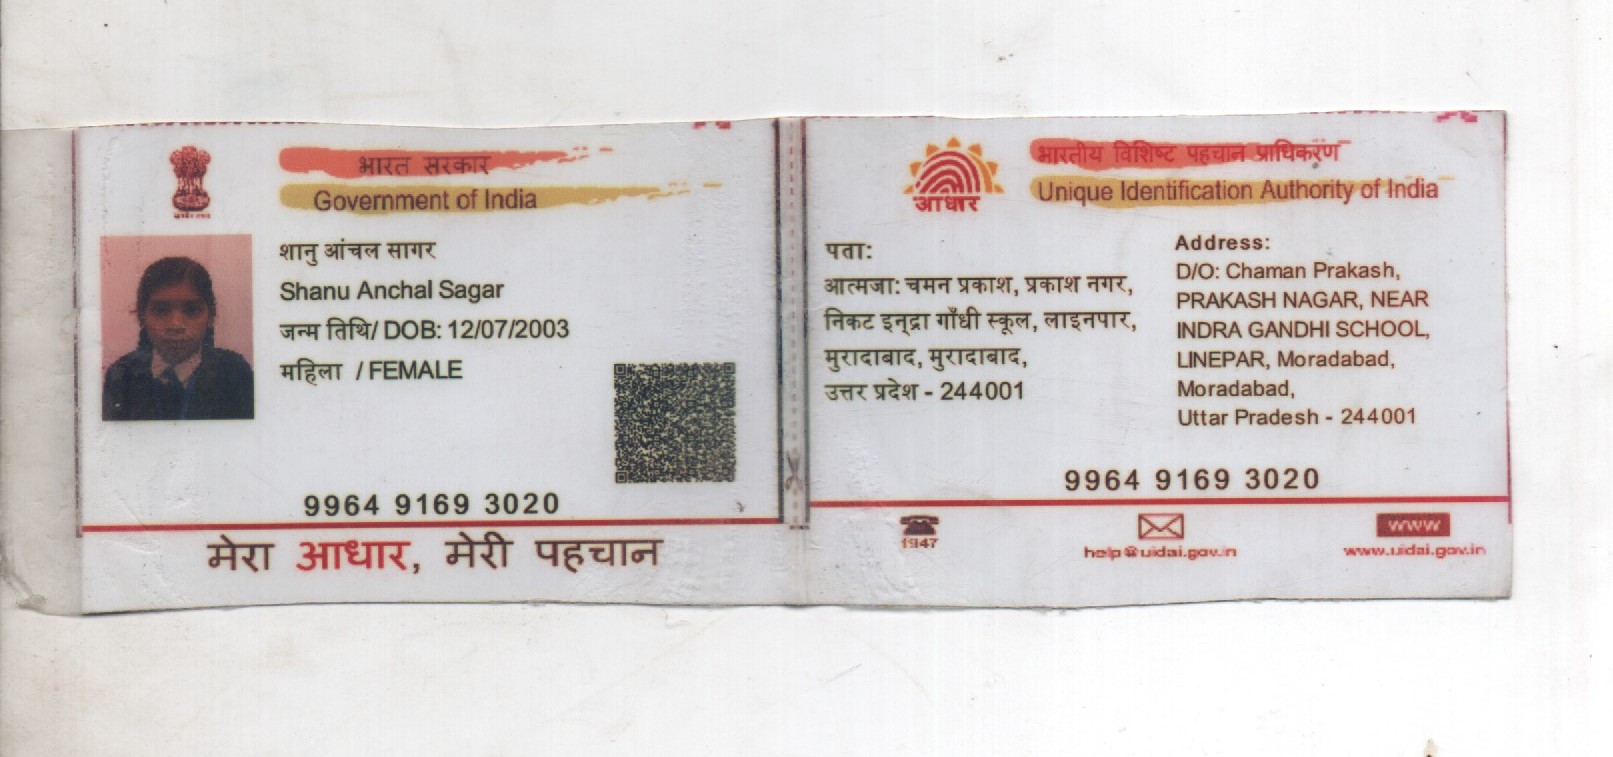 भारत सरकार
Government of India
शानु आंचल सागर
Shanu Anchal Sagar
जन्म तिथि/ DOB: 12/07/2003
महिला / FEMALE
9964 9169 3020
मेरा आधार, मेरी पहचान
भारतीय विशिष्ट पहचान प्राधिकरण
Unique Identification Authority of India
आधार
पता:
आत्मजा: चमन प्रकाश, प्रकाश नगर,
निकट इन्द्रा गाँधी स्कूल, लाइनपार,
मुरादाबाद, मुरादाबाद,
उत्तर प्रदेश - 244001
Address:
D/O: Chaman Prakash,
PRAKASH NAGAR, NEAR
INDRA GANDHI SCHOOL,
LINEPAR, Moradabad,
Moradabad,
Uttar Pradesh - 244001
9964 9169 3020
1947
help@uidai.gov.in
www
www.uidai.gov.in